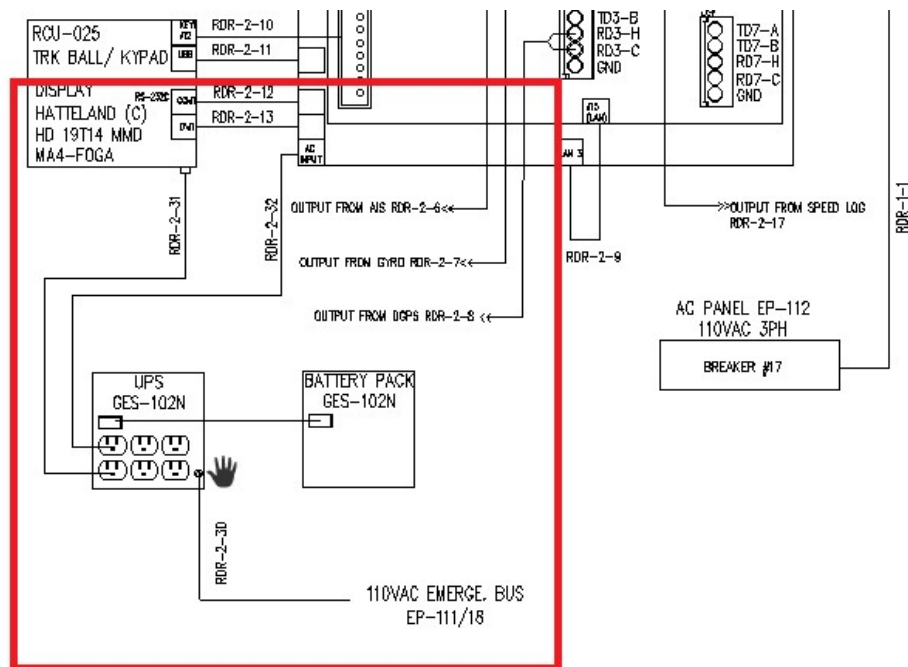 RCU-025
TRK BALL/ KYPAD
RDR-2-10
RDR-2-11
USB
DISPLAY
HATTELAND (C)
HD 19T14 MMD
MA4-F0GA
RS-232C
COM1
DVI
RDR-2-12
RDR-2-13
AC
INPUT
TD3-B
RD3-H
RD3-C
GND
TD7-A
TD7-B
RD7-H
RD7-C
GND
(LAN)
RDR-2-31
RDR-2-32
OUTPUT FROM AIS RDR-2-6<<
OUTPUT FROM GYRO RDR-2-7<<
OUTPUT FROM DGPS RDR-2-8 <<
RDR-2-9
>>OUTPUT FROM SPEED LOG
RDR-2-17
RDR-1-1
AC PANEL EP-112
110VAC 3PH
BREAKER #17
UPS
GES-102N
BATTERY PACK
GES-102N
RDR-2-30
110VAC EMERGE. BUS
EP-111/18